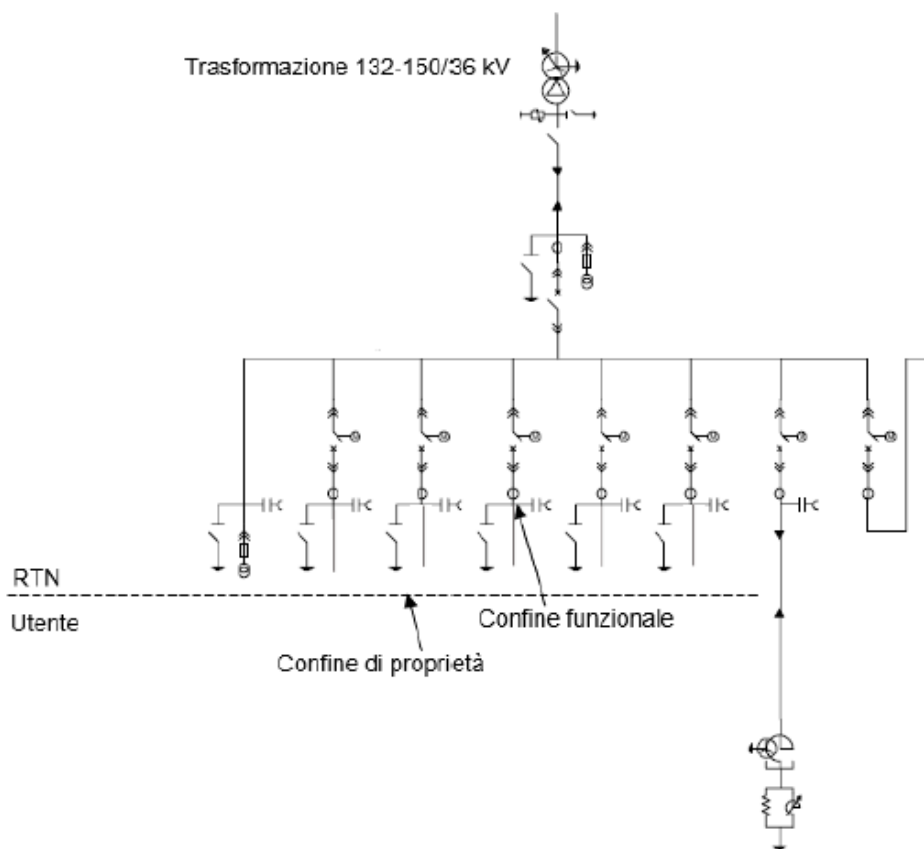 Trasformazione 132-150/36 kV
RTN
Utente
Confine funzionale
Confine di proprietà